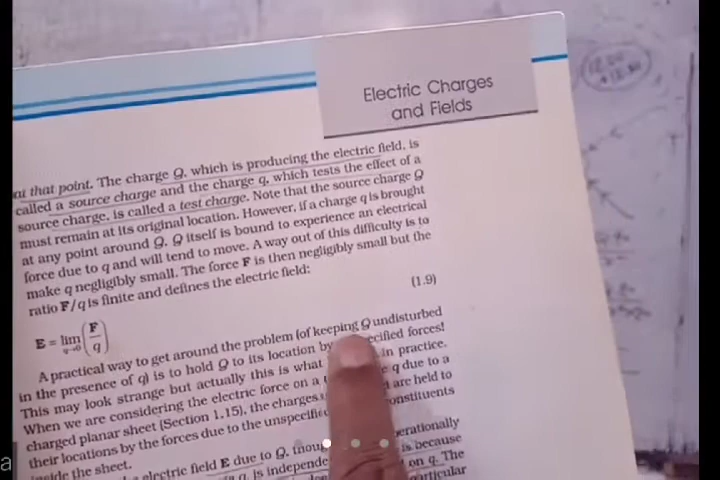 Electric Charges
and Fields
at that point. The charge Q, which is producing the electric field, is
called a source charge and the charge q, which tests the effect of a
source charge, is called a test charge. Note that the source charge Q
must remain at its original location. However, if a charge q is brought
at any point around Q, Q itself is bound to experience an electrical
force due to q and will tend to move. A way out of this difficulty is to
make q negligibly small. The force F is then negligibly small but the
ratio F/q is finite and defines the electric field:
E = lim q→0 (F/q) (1.9)
A practical way to get around the problem (of keeping Q undisturbed
in the presence of q) is to hold Q to its location by specified forces!
This may look strange but actually this is what in practice.
When we are considering the electric force on a q due to a
charged planar sheet (Section 1.15), the charges are held to
their locations by the forces due to the unspecified constituents
inside the sheet.
electric field E due to Q, though operationally
q, is independent is because
on q. The
particular
a